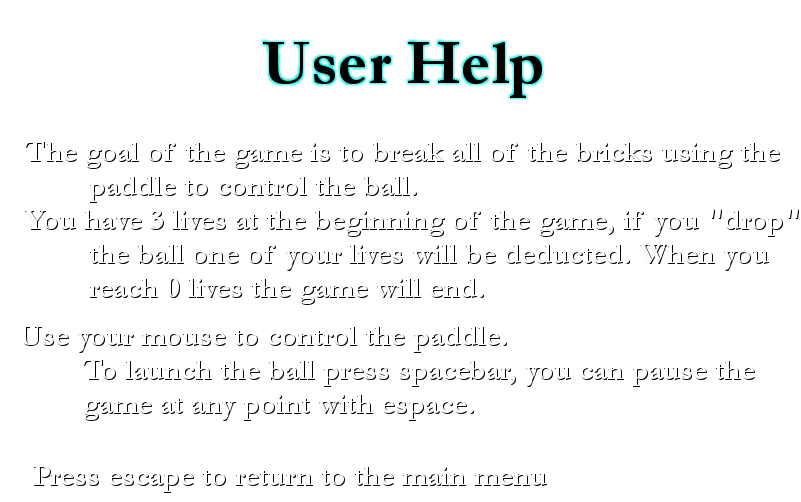 User Help
The goal of the game is to break all of the bricks using the
paddle to control the ball.
You have 3 lives at the beginning of the game, if you "drop"
the ball one of your lives will be deducted. When you
reach 0 lives the game will end.
Use your mouse to control the paddle.
To launch the ball press spacebar, you can pause the
game at any point with espace.
Press escape to return to the main menu